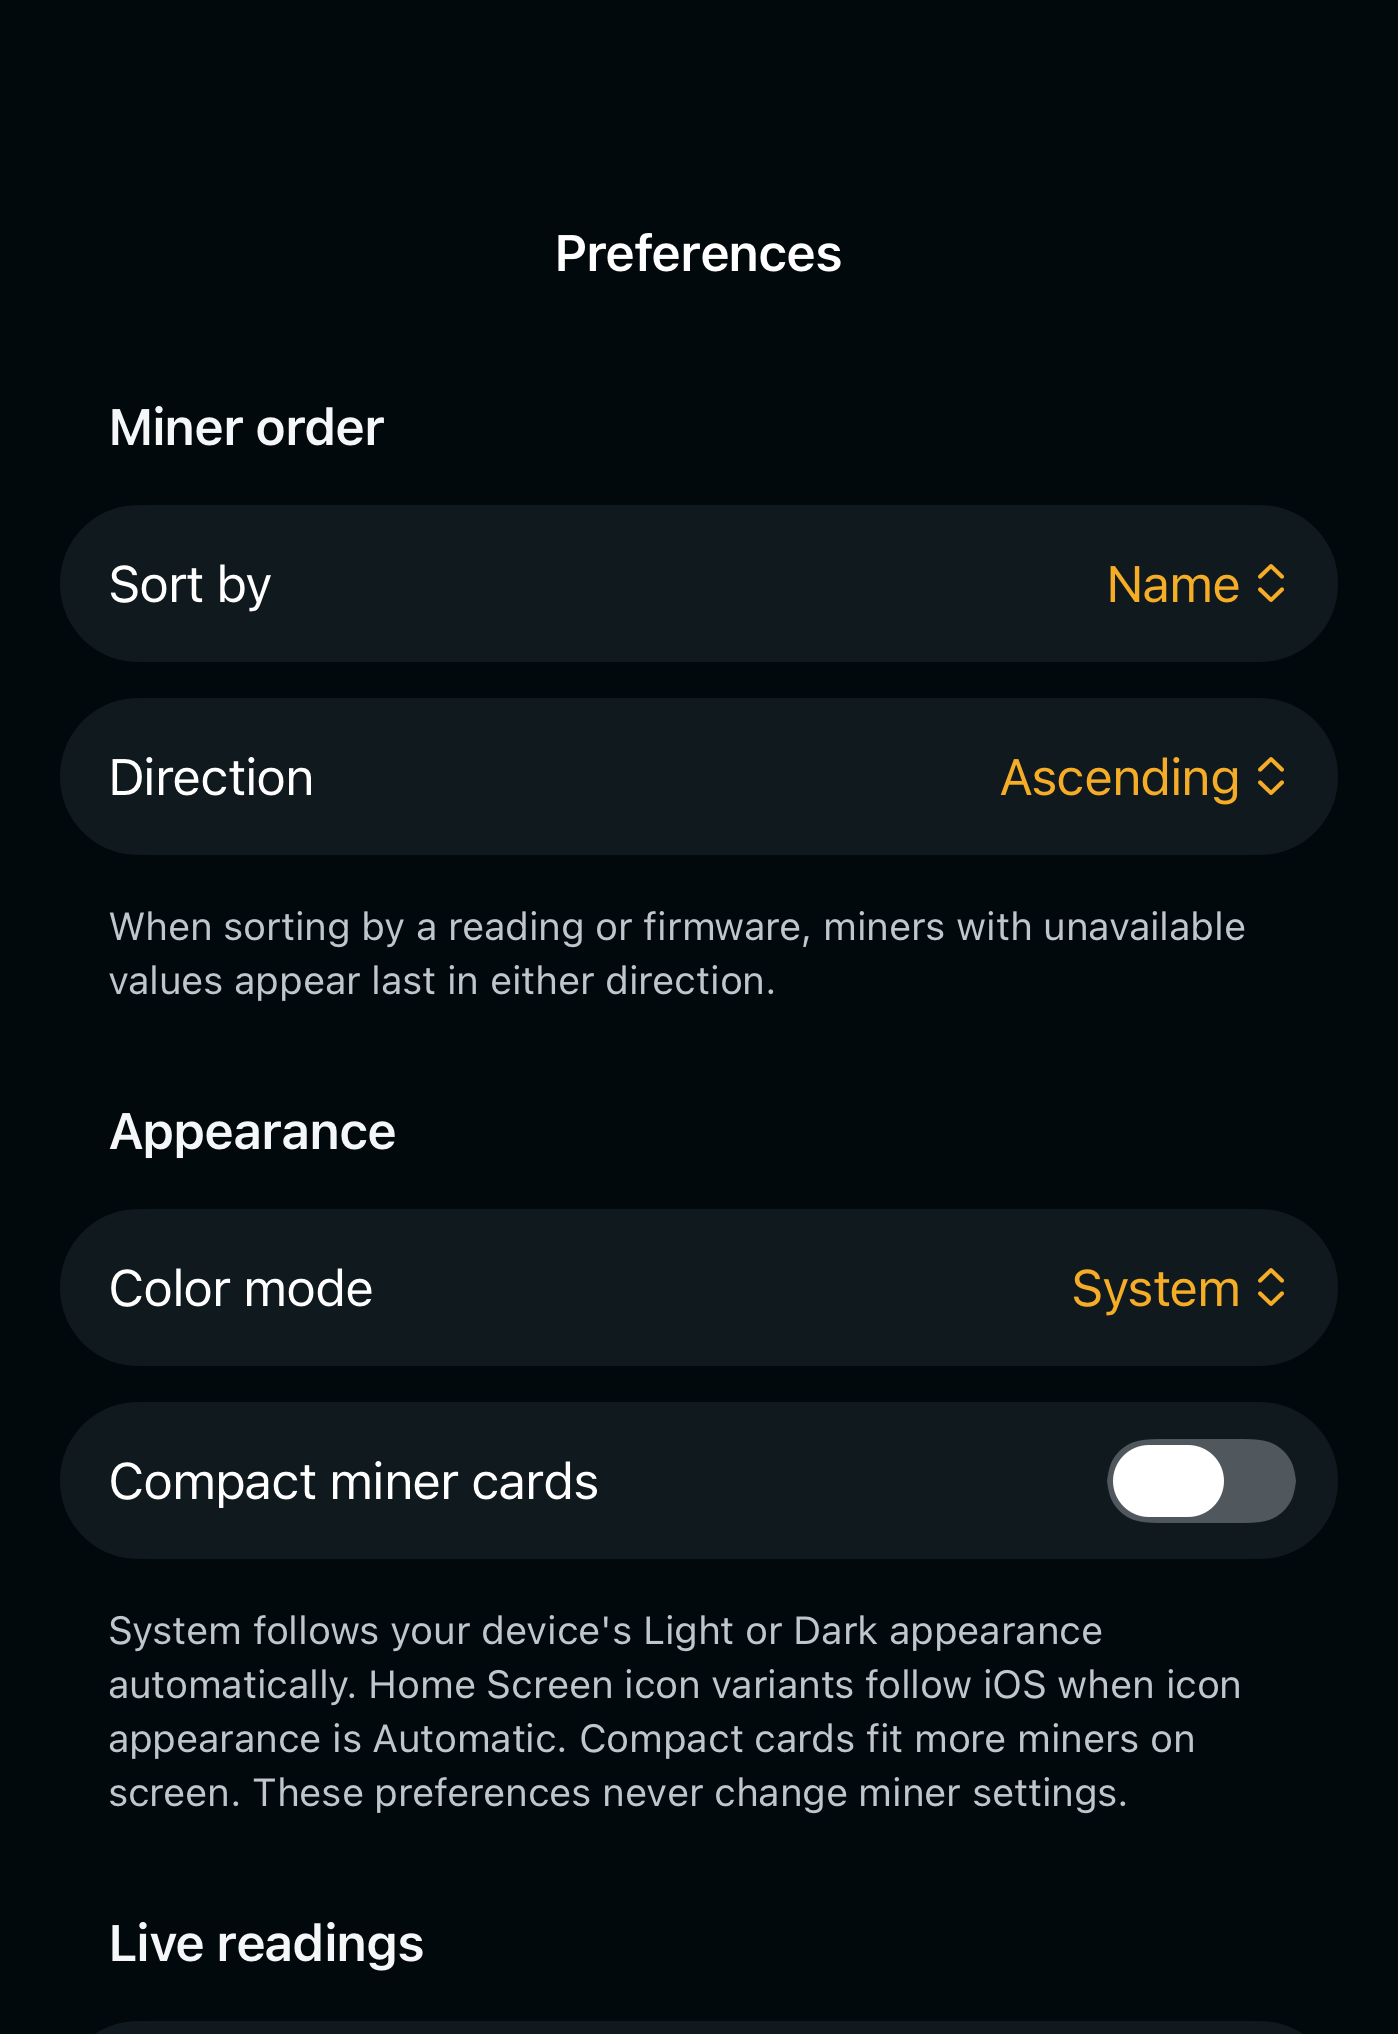 Preferences
Miner order
Sort by
Name
Direction
Ascending
When sorting by a reading or firmware, miners with unavailable
values appear last in either direction.
Appearance
Color mode
System
Compact miner cards
System follows your device's Light or Dark appearance
automatically. Home Screen icon variants follow iOS when icon
appearance is Automatic. Compact cards fit more miners on
screen. These preferences never change miner settings.
Live readings